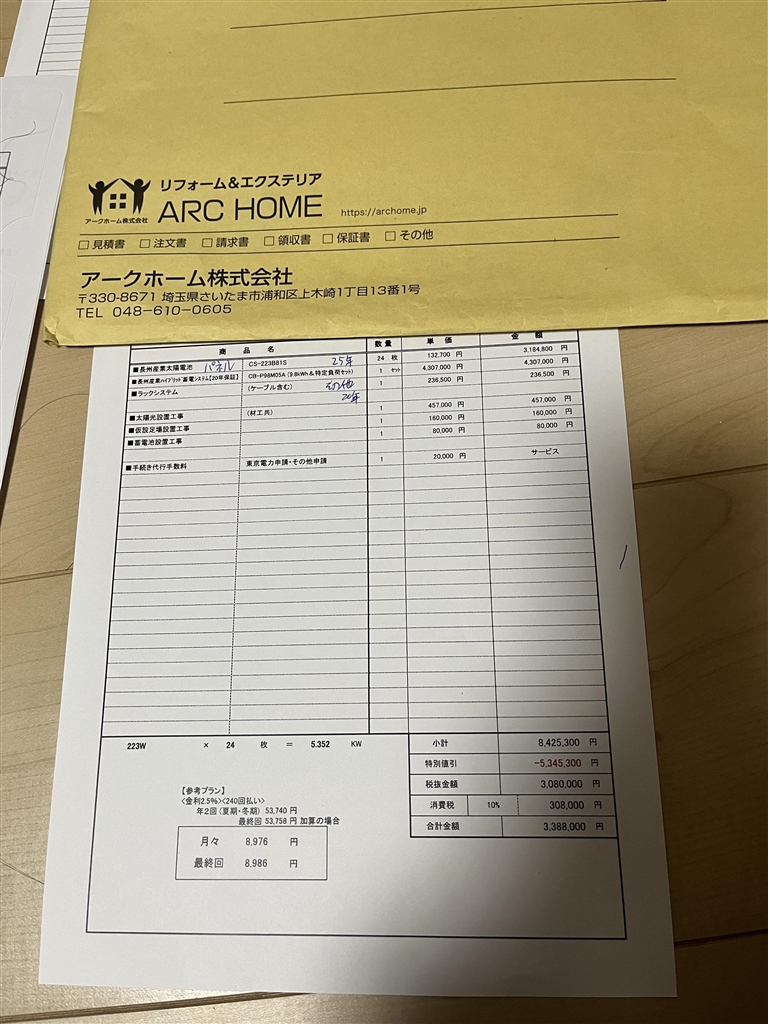 リフォーム&エクステリア
アークホーム株式会社
ARC HOME https://archome.jp
□見積書 □注文書 □請求書 □領収書 □保証書 □その他
アークホーム株式会社
〒330-8671 埼玉県さいたま市浦和区上木崎1丁目13番1号
TEL 048-610-0605
商品名 数量 単価 金額
■長州産業太陽電池 パネル CS-223B81S 25年 24 枚 132,700 円 3,184,800 円
■長州産業ハイブリッド蓄電システム【20年保証】 CB-P98M05A (9.8kWh&特定負荷セット) 1 セット 4,307,000 円 4,307,000 円
■ラックシステム (ケーブル含む) その他 20年 1 236,500 円 236,500 円
■太陽光設置工事 (材工共) 1 457,000 円 457,000 円
■仮設足場設置工事 1 160,000 円 160,000 円
■蓄電池設置工事 1 80,000 円 80,000 円
■手続き代行手数料 東京電力申請・その他申請 1 20,000 円 サービス
223W × 24 枚 = 5.352 KW
小計 8,425,300 円
特別値引 -5,345,300 円
税抜金額 3,080,000 円
消費税 10% 308,000 円
合計金額 3,388,000 円
【参考プラン】
<金利2.5%><240回払い>
年2回(夏期・冬期) 53,740 円
最終回 53,758 円 加算の場合
月々 8,976 円
最終回 8,986 円